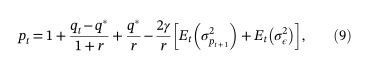 p_t = 1 + \frac{q_t - q^*}{1 + r} + \frac{q^*}{r} - \frac{2\gamma}{r} \left[ E_t \left( \sigma^2_{p_{t+1}} \right) + E_t \left( \sigma^2_\epsilon \right) \right], (9)